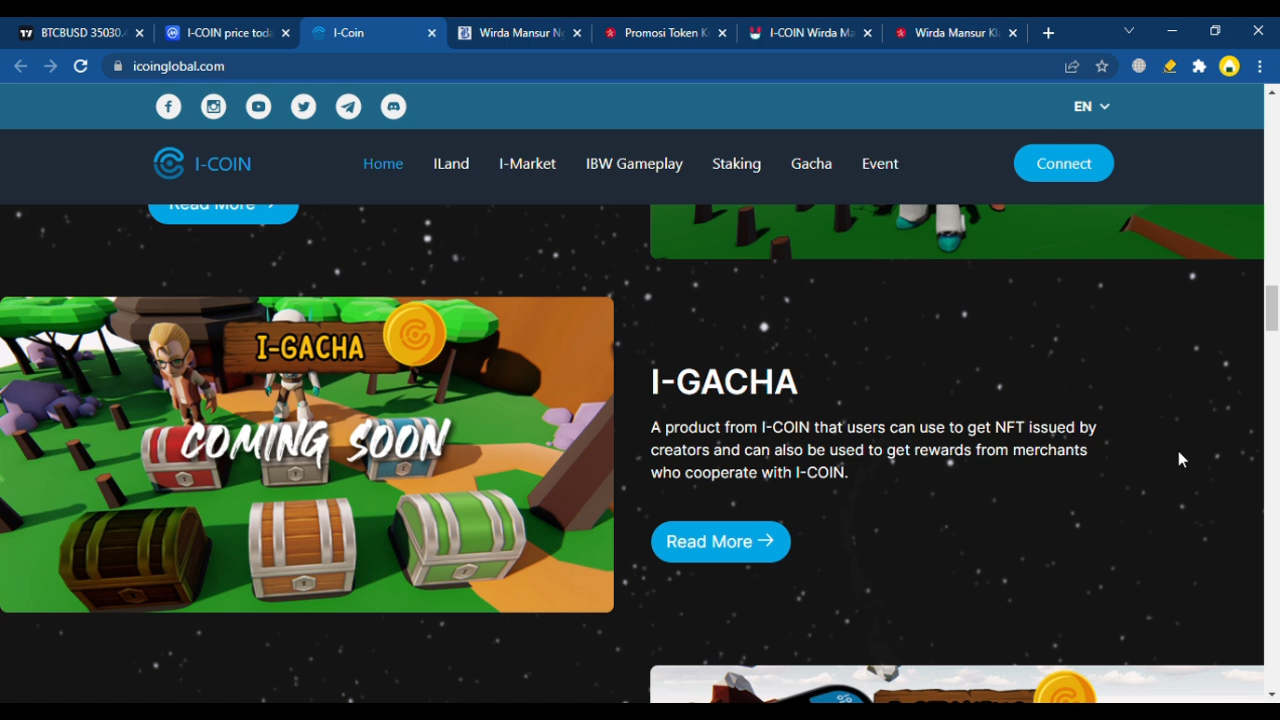 BTCBUSD 35030.
I-COIN price toda
I-Coin
Wirda Mansur
Promosi Token
I-COIN Wirda Ma
Wirda Mansur
icoinglobal.com
EN
I-COIN
Home ILand I-Market IBW Gameplay Staking Gacha Event Connect
Read More
I-GACHA
COMING SOON
I-GACHA
A product from I-COIN that users can use to get NFT issued by
creators and can also be used to get rewards from merchants
who cooperate with I-COIN.
Read More →